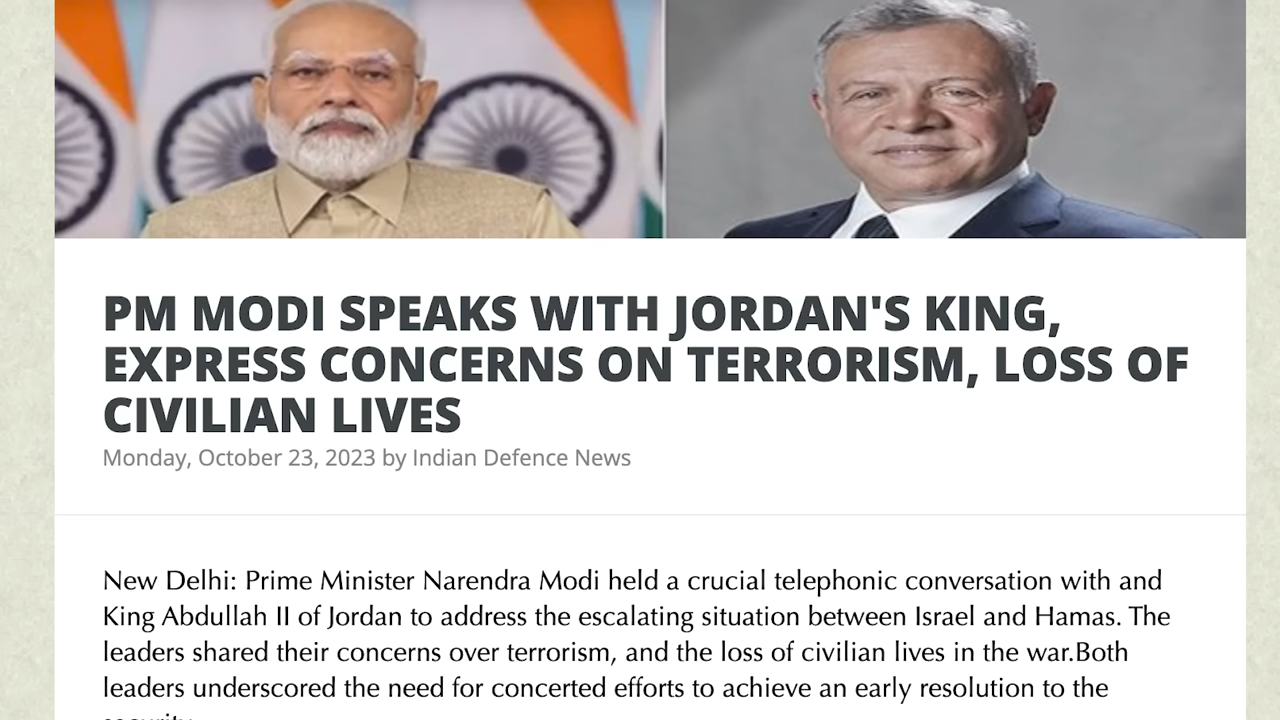 PM MODI SPEAKS WITH JORDAN'S KING,
EXPRESS CONCERNS ON TERRORISM, LOSS OF
CIVILIAN LIVES
Monday, October 23, 2023 by Indian Defence News
New Delhi: Prime Minister Narendra Modi held a crucial telephonic conversation with and
King Abdullah II of Jordan to address the escalating situation between Israel and Hamas. The
leaders shared their concerns over terrorism, and the loss of civilian lives in the war.Both
leaders underscored the need for concerted efforts to achieve an early resolution to the